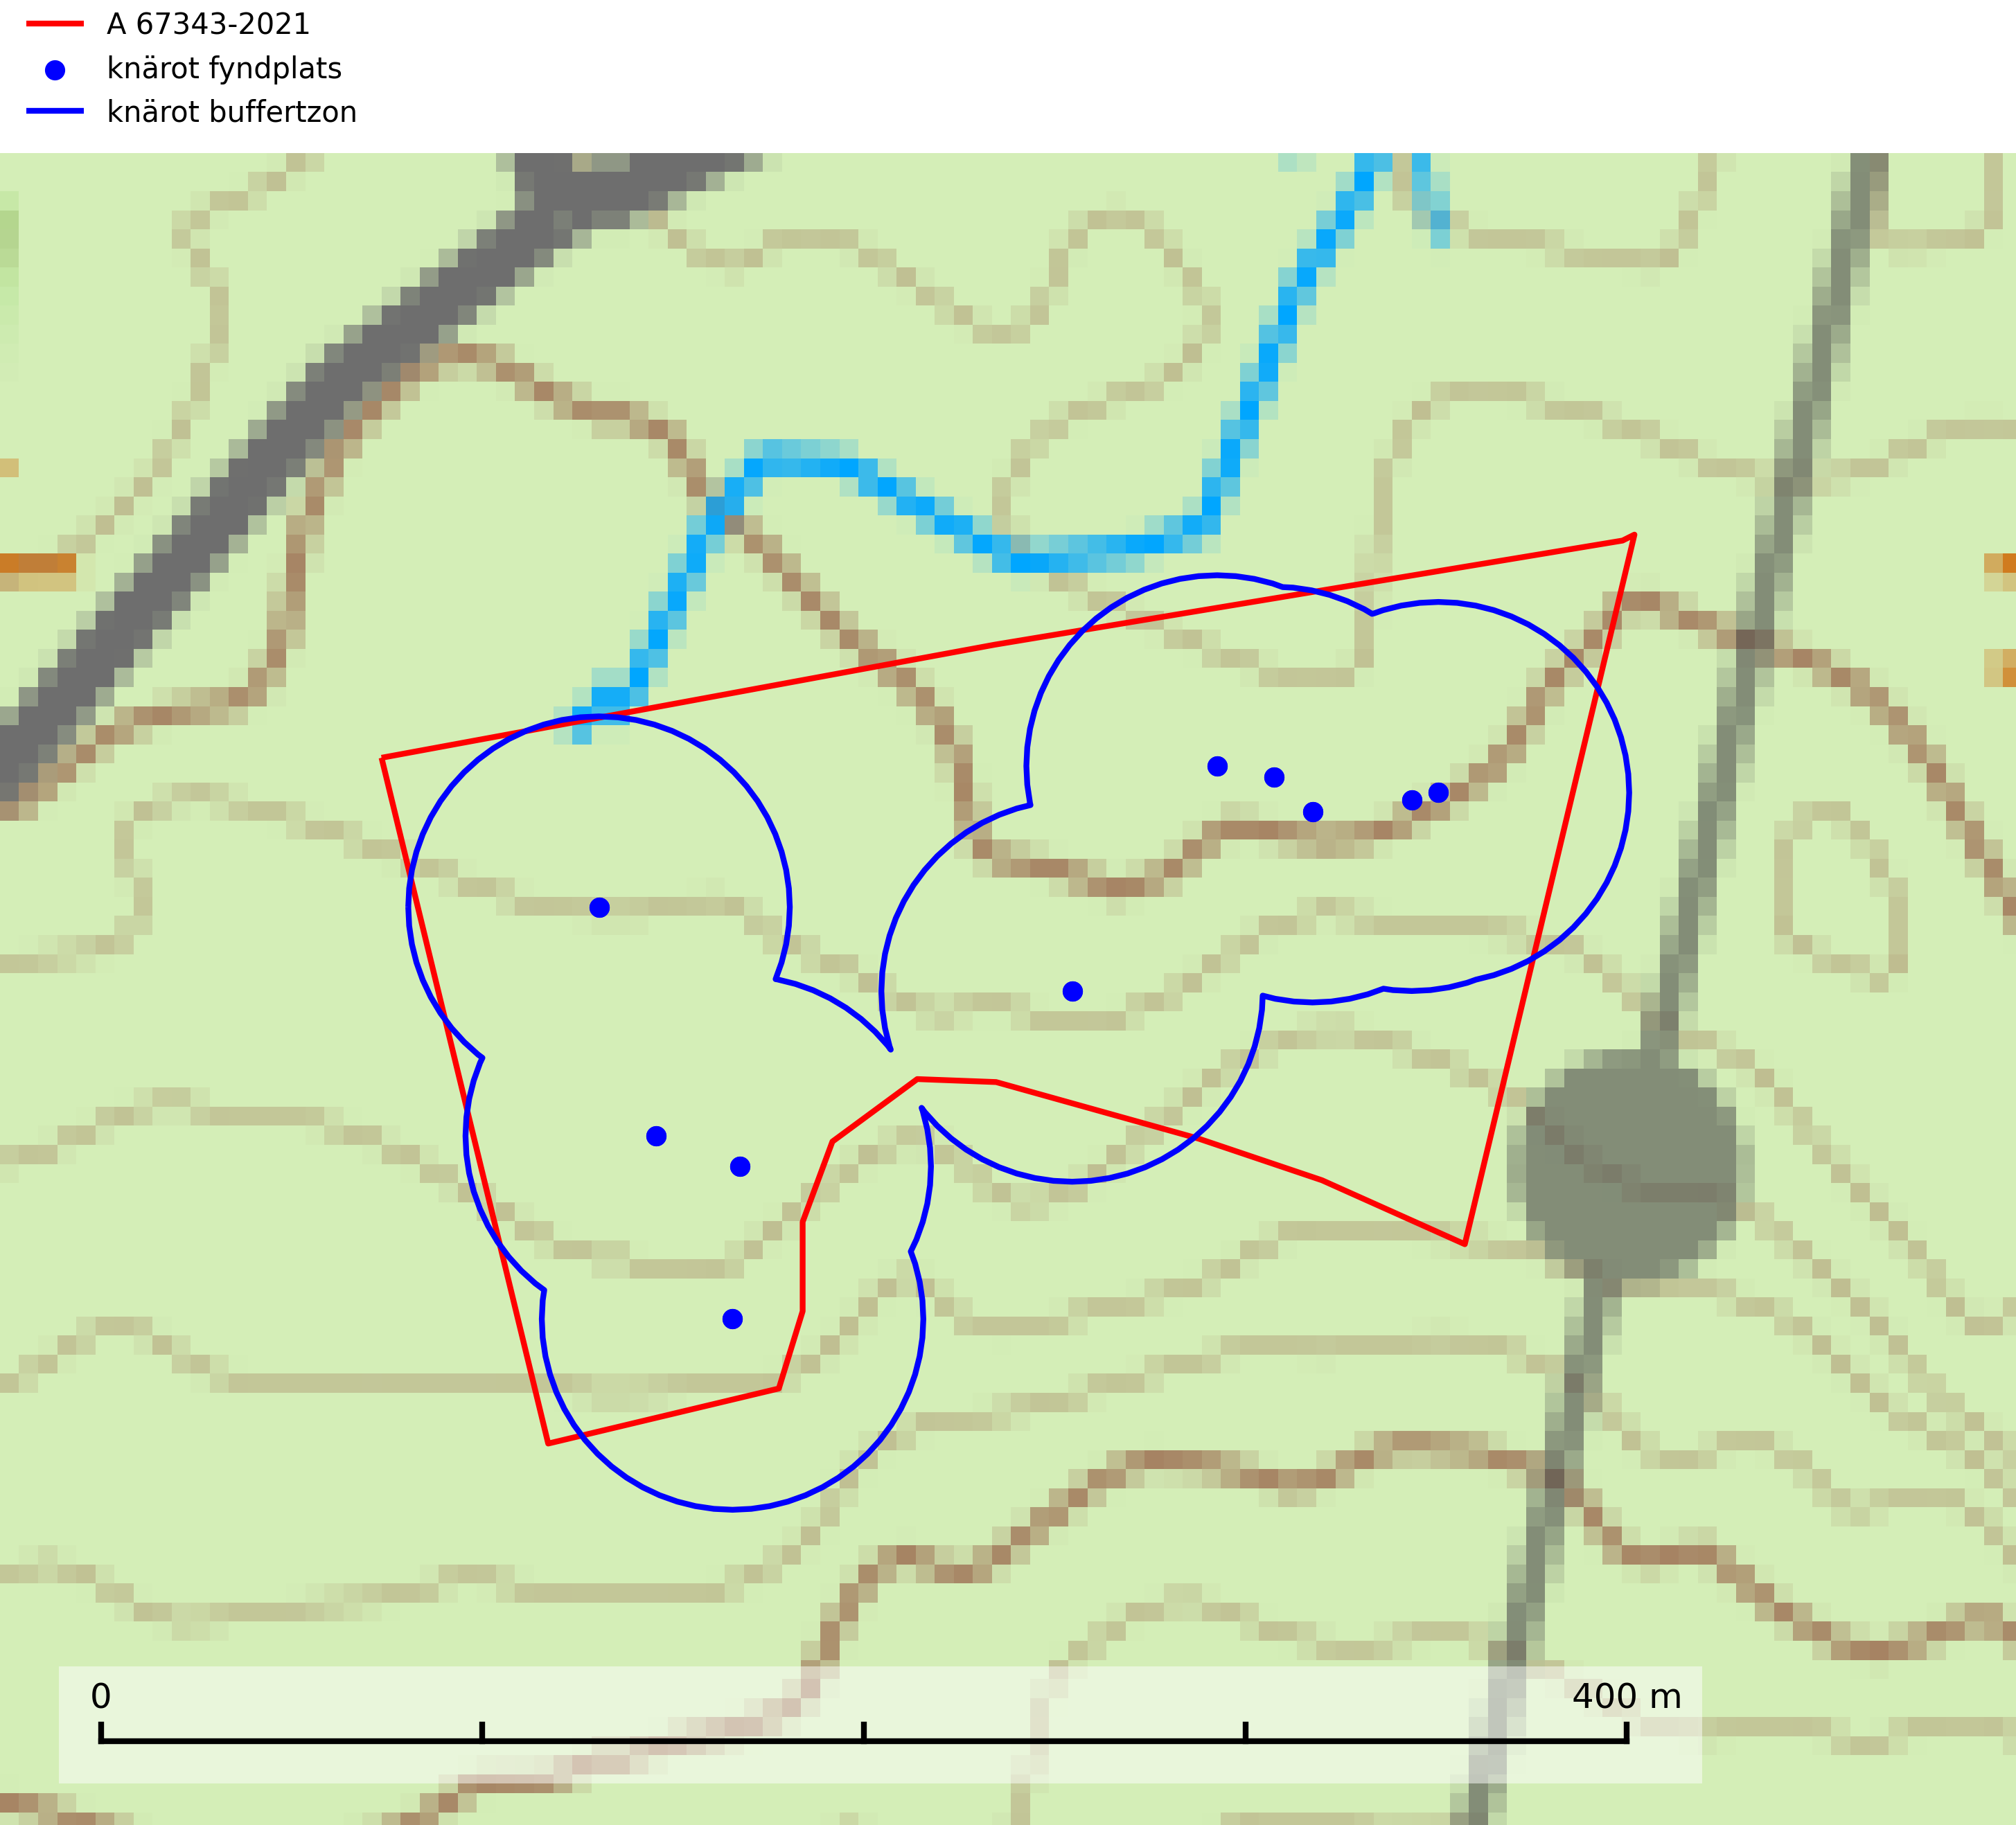 A 67343-2021
knärot fyndplats
knärot buffertzon
0 400 m